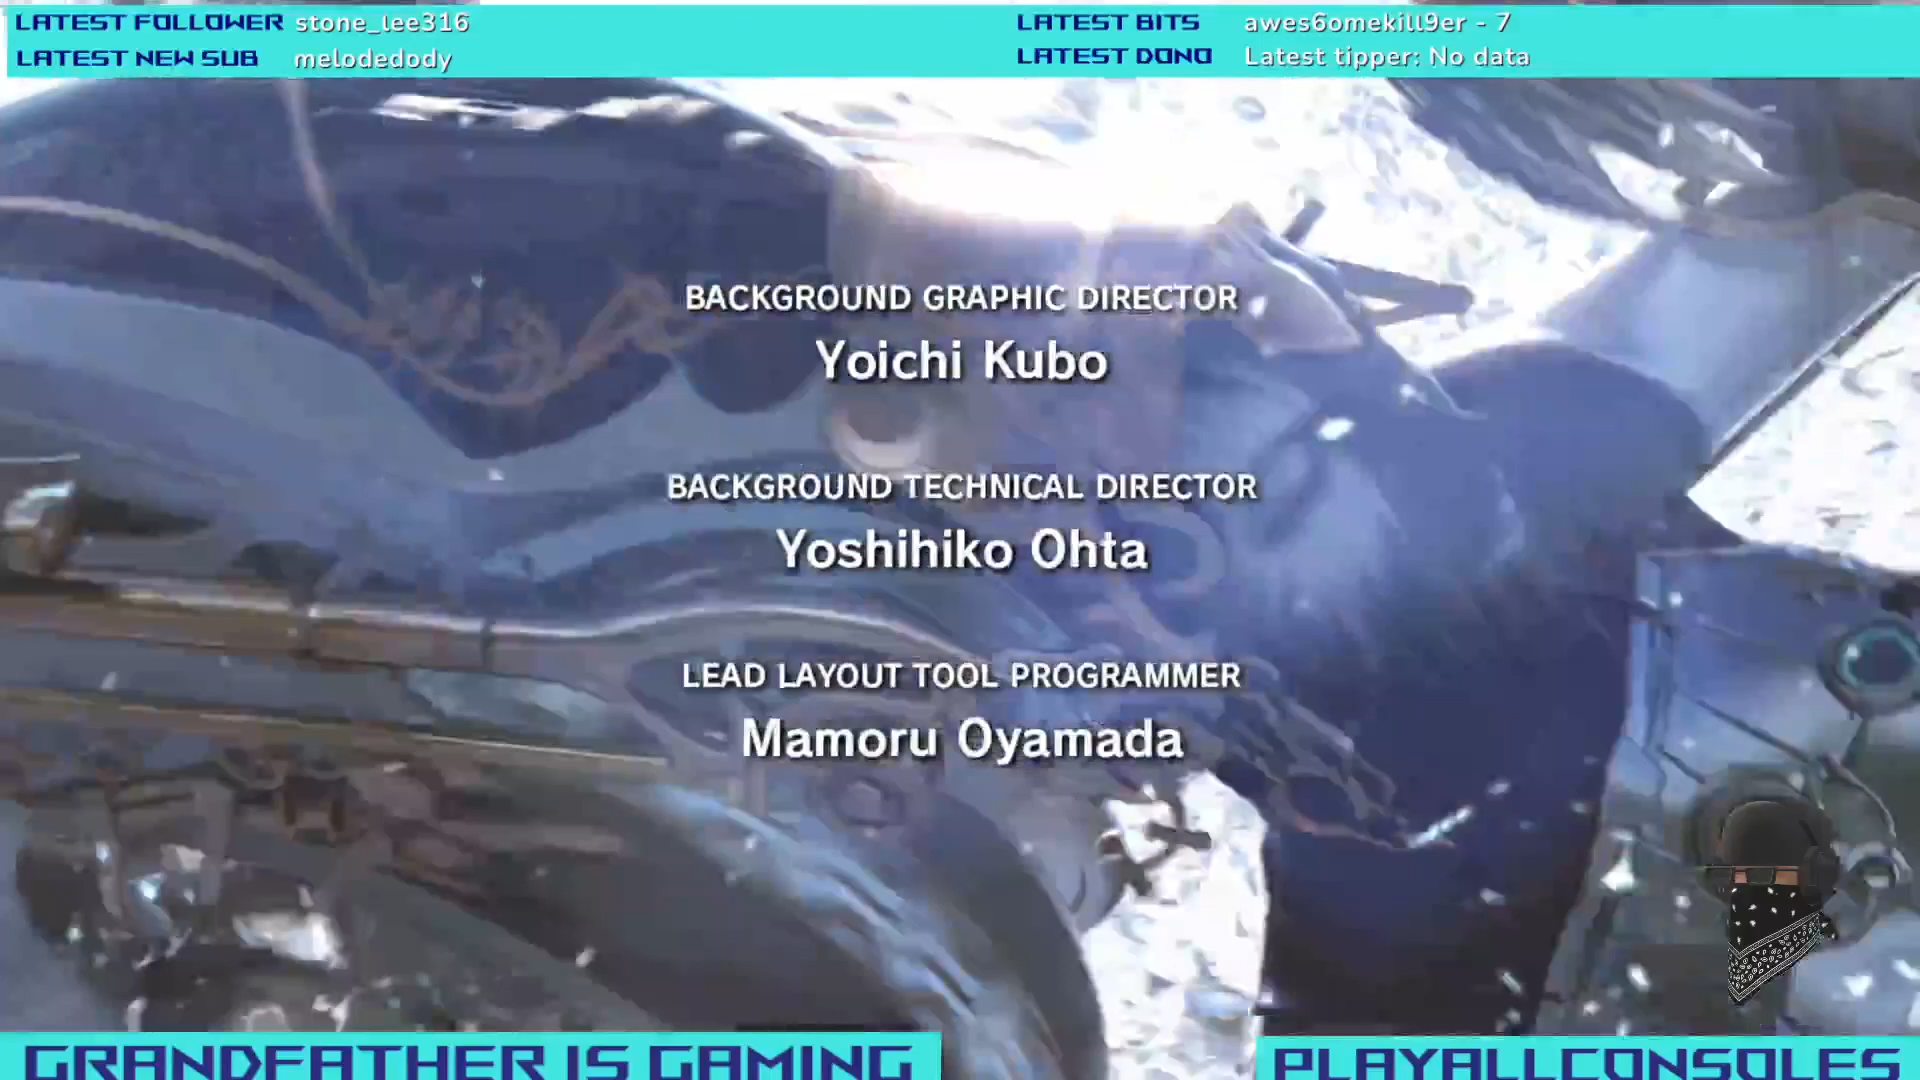 LATEST FOLLOWER stone_lee316
LATEST NEW SUB melodedody
LATEST BITS awes6omekill9er - 7
LATEST DONO Latest tipper: No data
BACKGROUND GRAPHIC DIRECTOR
Yoichi Kubo
BACKGROUND TECHNICAL DIRECTOR
Yoshihiko Ohta
LEAD LAYOUT TOOL PROGRAMMER
Mamoru Oyamada
GRANDFATHER IS GAMING
PLAYALLCONSOLES